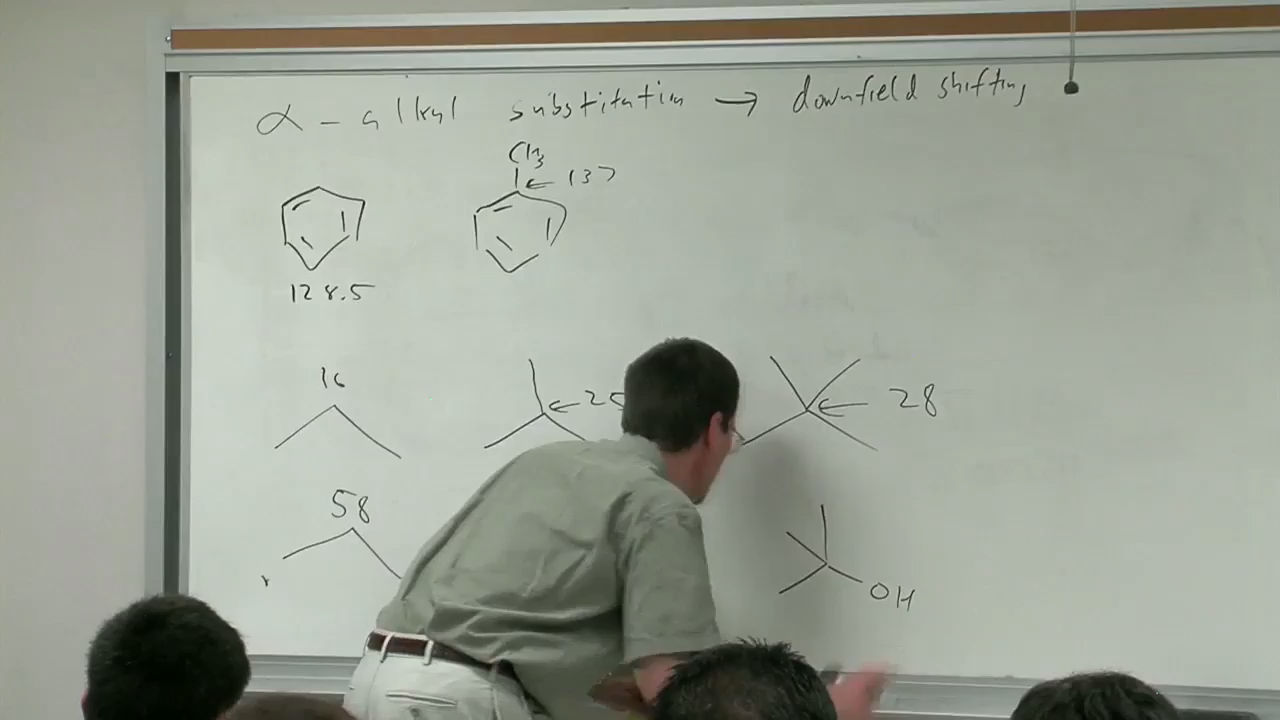 α - alkyl substitution → downfield shifting
CH3
← 137
128.5
16
← 28
58
OH